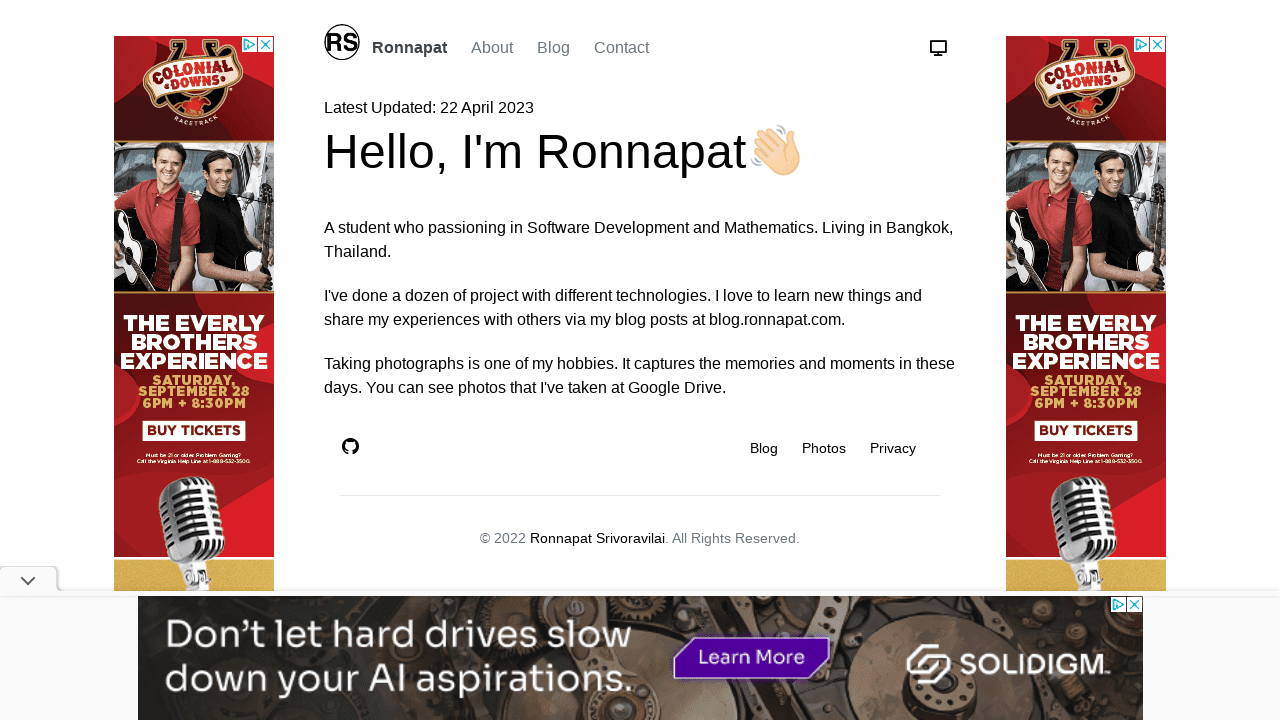 RS
Ronnapat
About
Blog
Contact
Latest Updated: 22 April 2023
Hello, I'm Ronnapat👋🏻
A student who passioning in Software Development and Mathematics. Living in Bangkok,
Thailand.
I've done a dozen of project with different technologies. I love to learn new things and
share my experiences with others via my blog posts at blog.ronnapat.com.
Taking photographs is one of my hobbies. It captures the memories and moments in these
days. You can see photos that I've taken at Google Drive.
Blog
Photos
Privacy
© 2022 Ronnapat Srivoravilai. All Rights Reserved.
COLONIAL
DOWNS
RACETRACK
THE EVERLY
BROTHERS
EXPERIENCE
SATURDAY,
SEPTEMBER 28
6PM + 8:30PM
BUY TICKETS
Must be 21 or older. Problem Gaming?
Call the Virginia Help Line at 1-888-532-3500
COLONIAL
DOWNS
RACETRACK
THE EVERLY
BROTHERS
EXPERIENCE
SATURDAY,
SEPTEMBER 28
6PM + 8:30PM
BUY TICKETS
Must be 21 or older. Problem Gaming?
Call the Virginia Help Line at 1-888-532-3500
Don't let hard drives slow
down your AI aspirations.
Learn More
SOLIDIGM